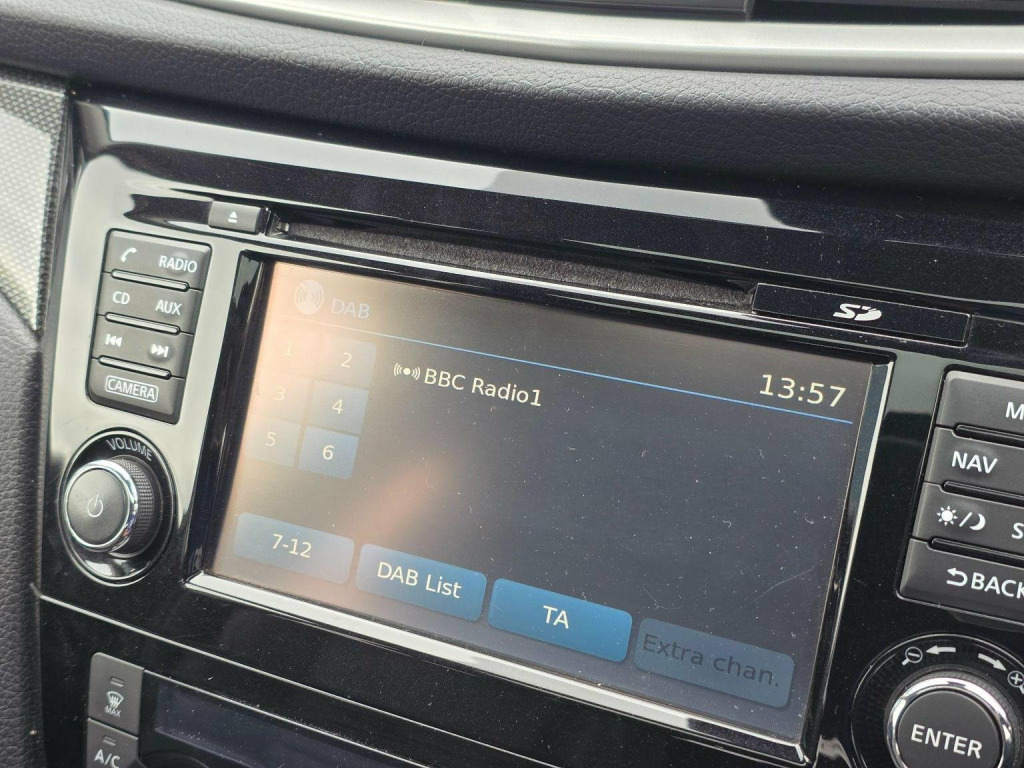 RADIO
CD AUX
CAMERA
VOLUME
DAB
13:57
1 2
3 4
5 6
BBC Radio1
7-12
DAB List
TA
Extra chan.
SD
NAV
BACK
ENTER
MAX
A/C